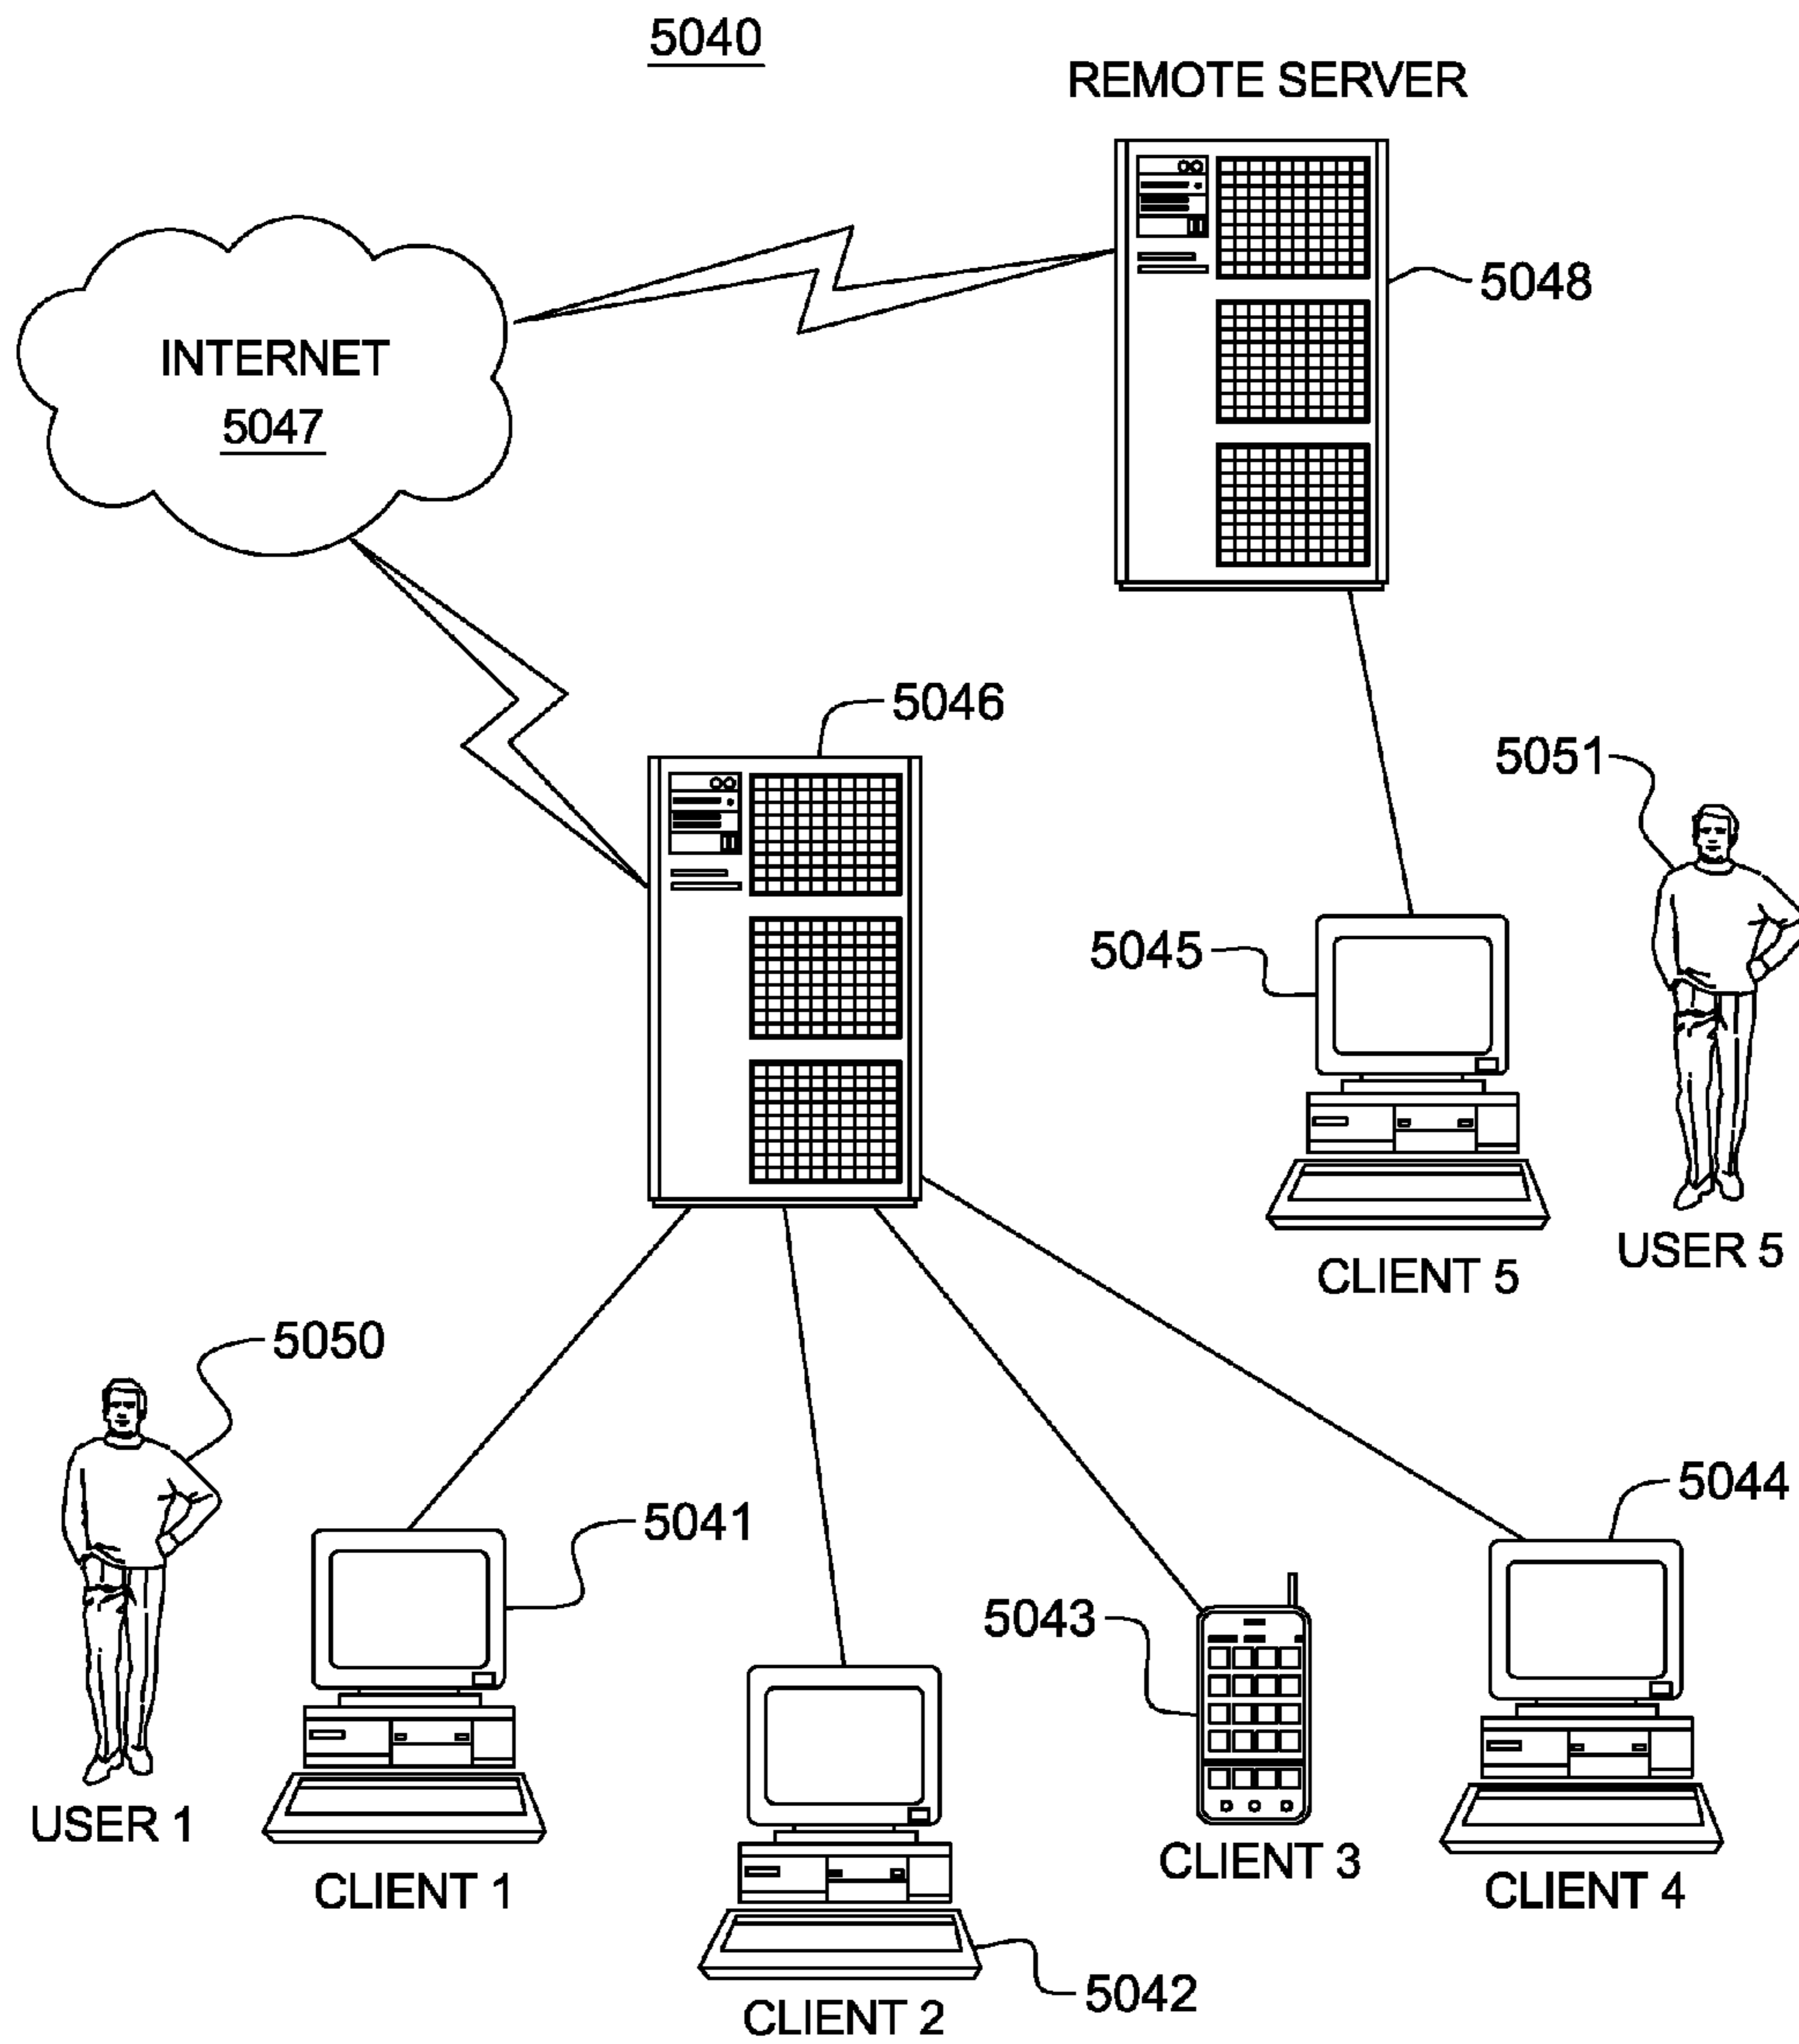 5040
REMOTE SERVER
5048
INTERNET
5047
5046
5051
5045
USER 5
CLIENT 5
5050
5044
5041
5043
USER 1
CLIENT 3
CLIENT 1
CLIENT 4
5042
CLIENT 2